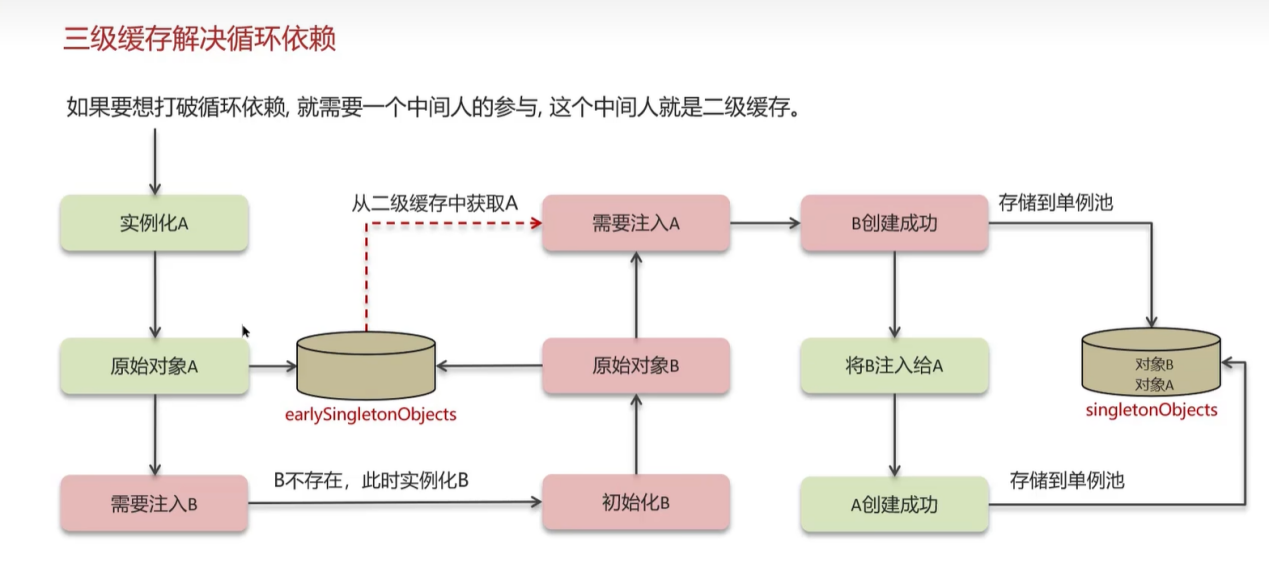 三级缓存解决循环依赖
如果要想打破循环依赖, 就需要一个中间人的参与, 这个中间人就是二级缓存。
实例化A
从二级缓存中获取A
需要注入A
B创建成功
存储到单例池
原始对象A
earlySingletonObjects
原始对象B
将B注入给A
对象B
对象A
singletonObjects
需要注入B
B不存在，此时实例化B
初始化B
A创建成功
存储到单例池